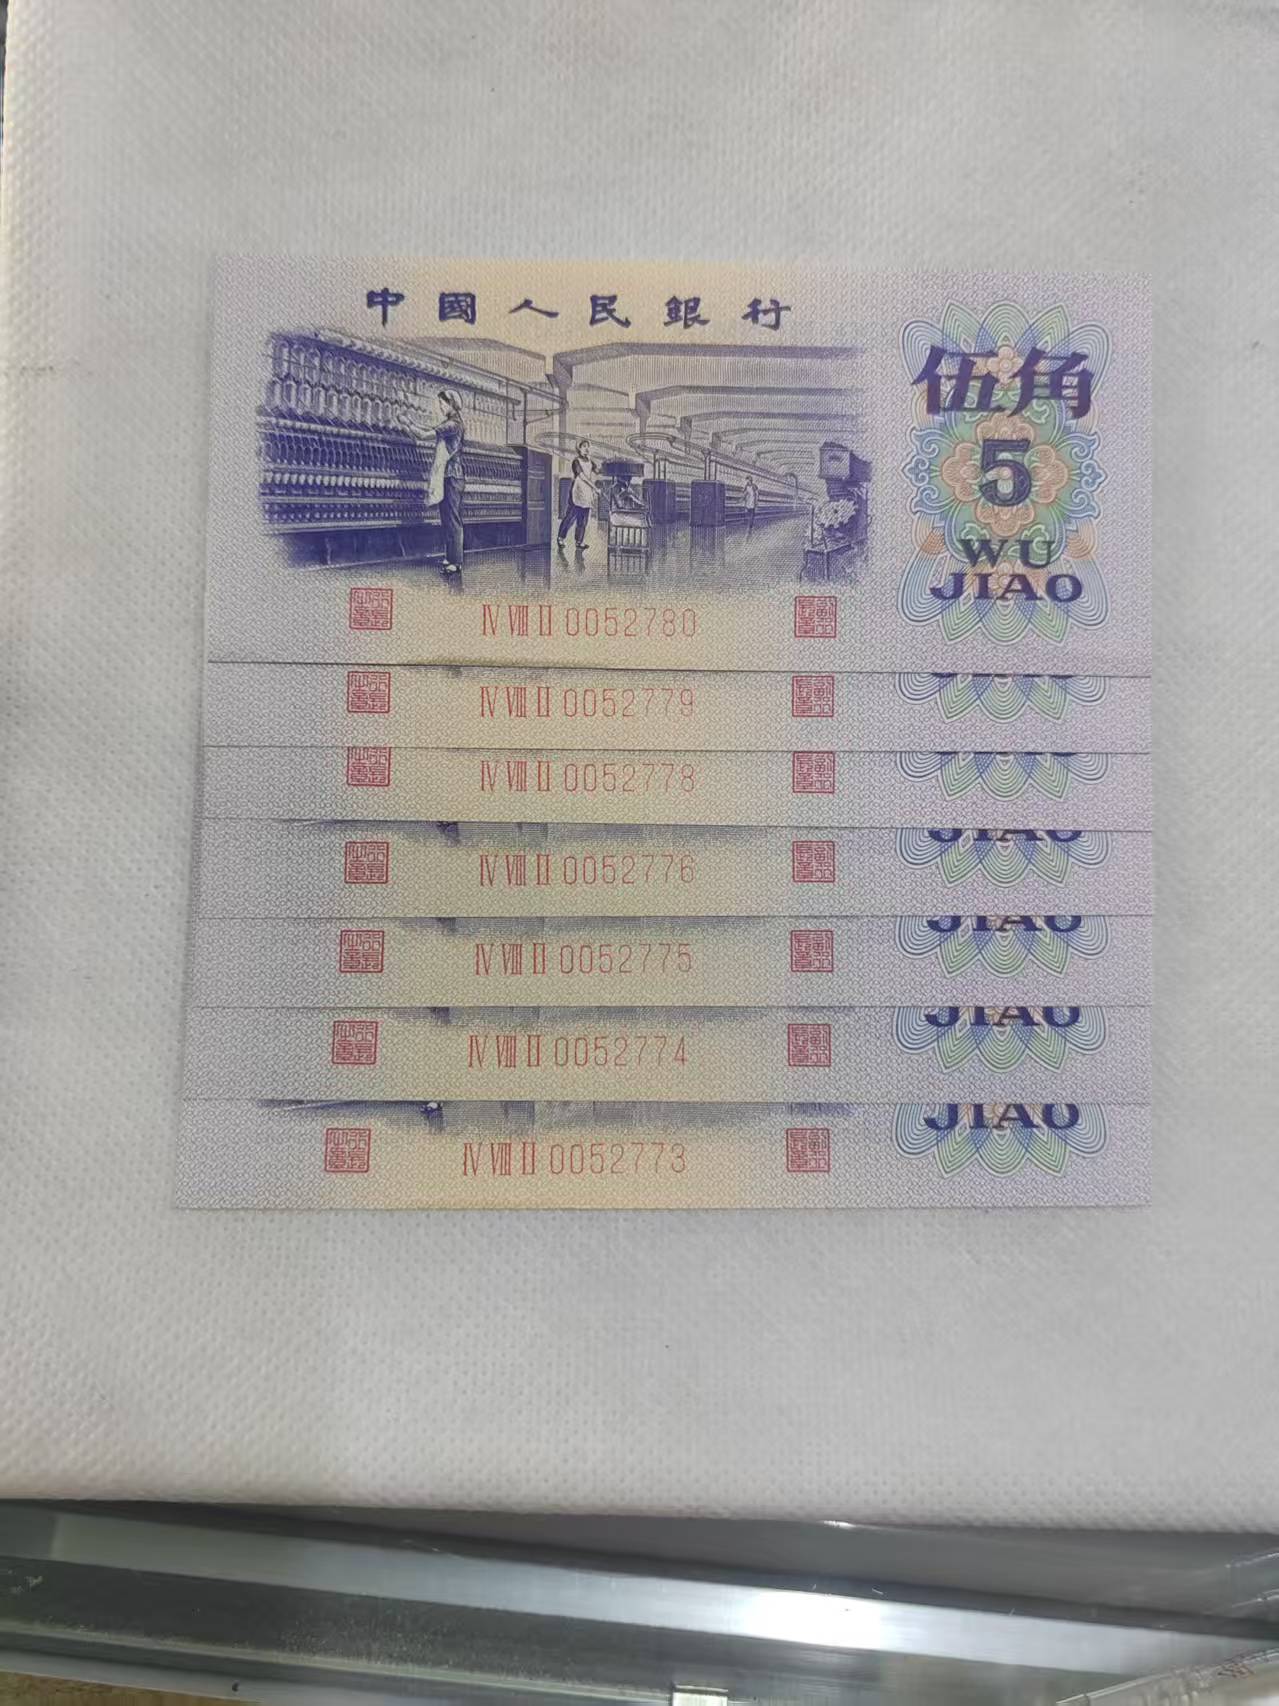 中國人民銀行
伍角
5
WU
JIAO
Ⅳ Ⅷ Ⅱ 0052780
Ⅳ Ⅷ Ⅱ 0052779
Ⅳ Ⅷ Ⅱ 0052778
JIAO
Ⅳ Ⅷ Ⅱ 0052776
JIAO
Ⅳ Ⅷ Ⅱ 0052775
JIAO
Ⅳ Ⅷ Ⅱ 0052774
JIAO
Ⅳ Ⅷ Ⅱ 0052773